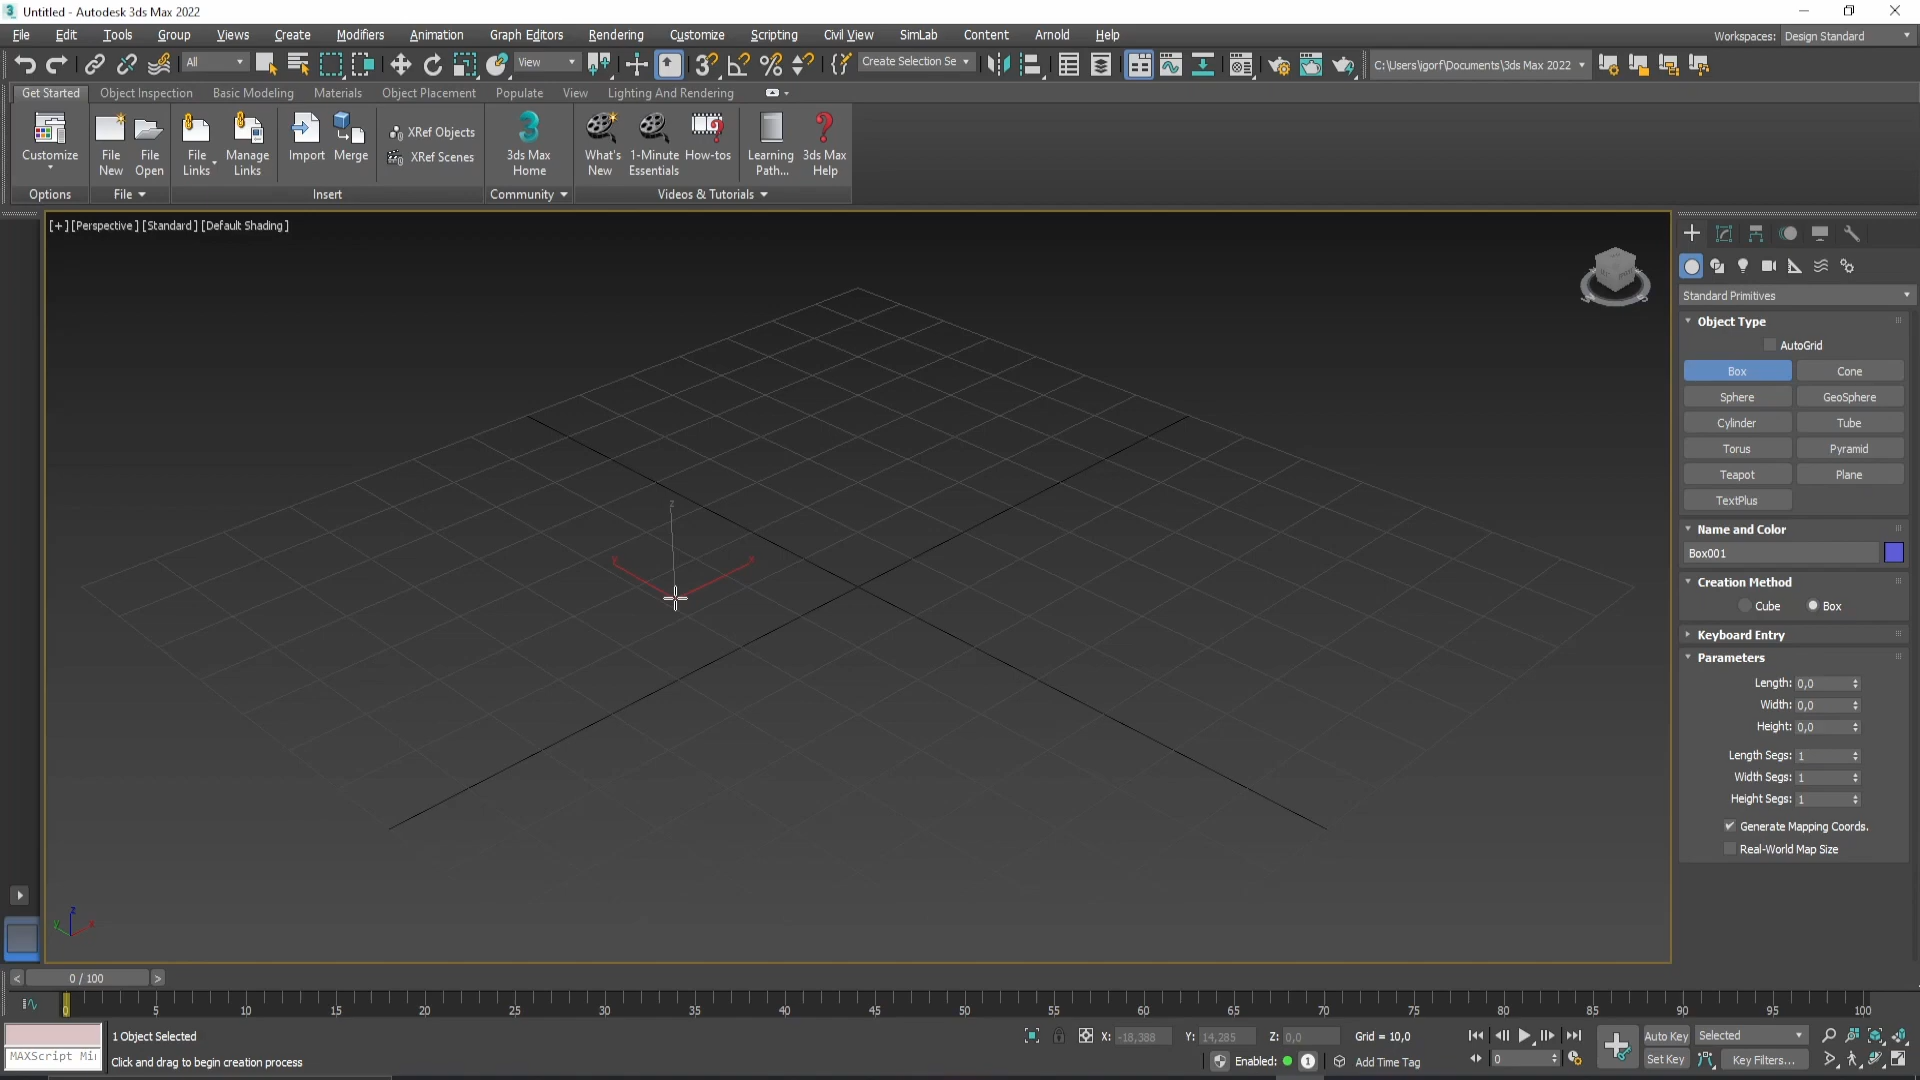 Untitled - Autodesk 3ds Max 2022
File Edit Tools Group Views Create Modifiers Animation Graph Editors Rendering Customize Scripting Civil View SimLab Content Arnold Help Workspaces: Design Standard
All View Create Selection Se C:\Users\igorf\Documents\3ds Max 2022
Get Started Object Inspection Basic Modeling Materials Object Placement Populate View Lighting And Rendering
Customize
File New
File Open
File Links
Manage Links
Import
Merge
XRef Objects
XRef Scenes
3ds Max Home
What's New
1-Minute Essentials
How-tos
Learning Path...
3ds Max Help
Options File Insert Community Videos & Tutorials
[+] [Perspective] [Standard] [Default Shading]
Standard Primitives
Object Type
AutoGrid
Box Cone
Sphere GeoSphere
Cylinder Tube
Torus Pyramid
Teapot Plane
TextPlus
Name and Color
Box001
Creation Method
Cube Box
Keyboard Entry
Parameters
Length: 0,0
Width: 0,0
Height: 0,0
Length Segs: 1
Width Segs: 1
Height Segs: 1
Generate Mapping Coords.
Real-World Map Size
z
y x
z
y x
< 0 / 100 >
0 5 10 15 20 25 30 35 40 45 50 55 60 65 70 75 80 85 90 95 100
1 Object Selected X: -18,388 Y: 14,285 Z: 0,0 Grid = 10,0 Auto Key Selected
MAXScript Mi Click and drag to begin creation process Enabled: 1 Add Time Tag 0 Set Key Key Filters...